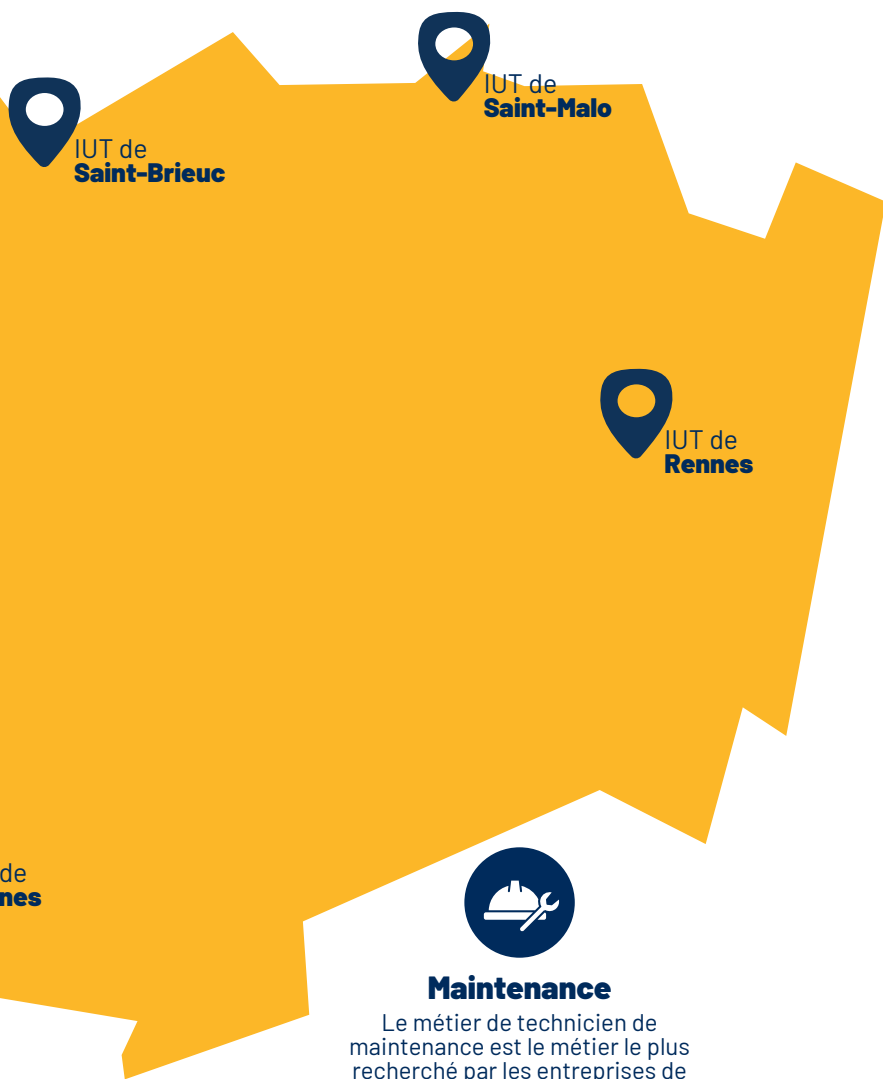 IUT de
Saint-Malo
IUT de
Saint-Brieuc
IUT de
Rennes
de
nes
Maintenance
Le métier de technicien de
maintenance est le métier le plus
recherché par les entreprises de